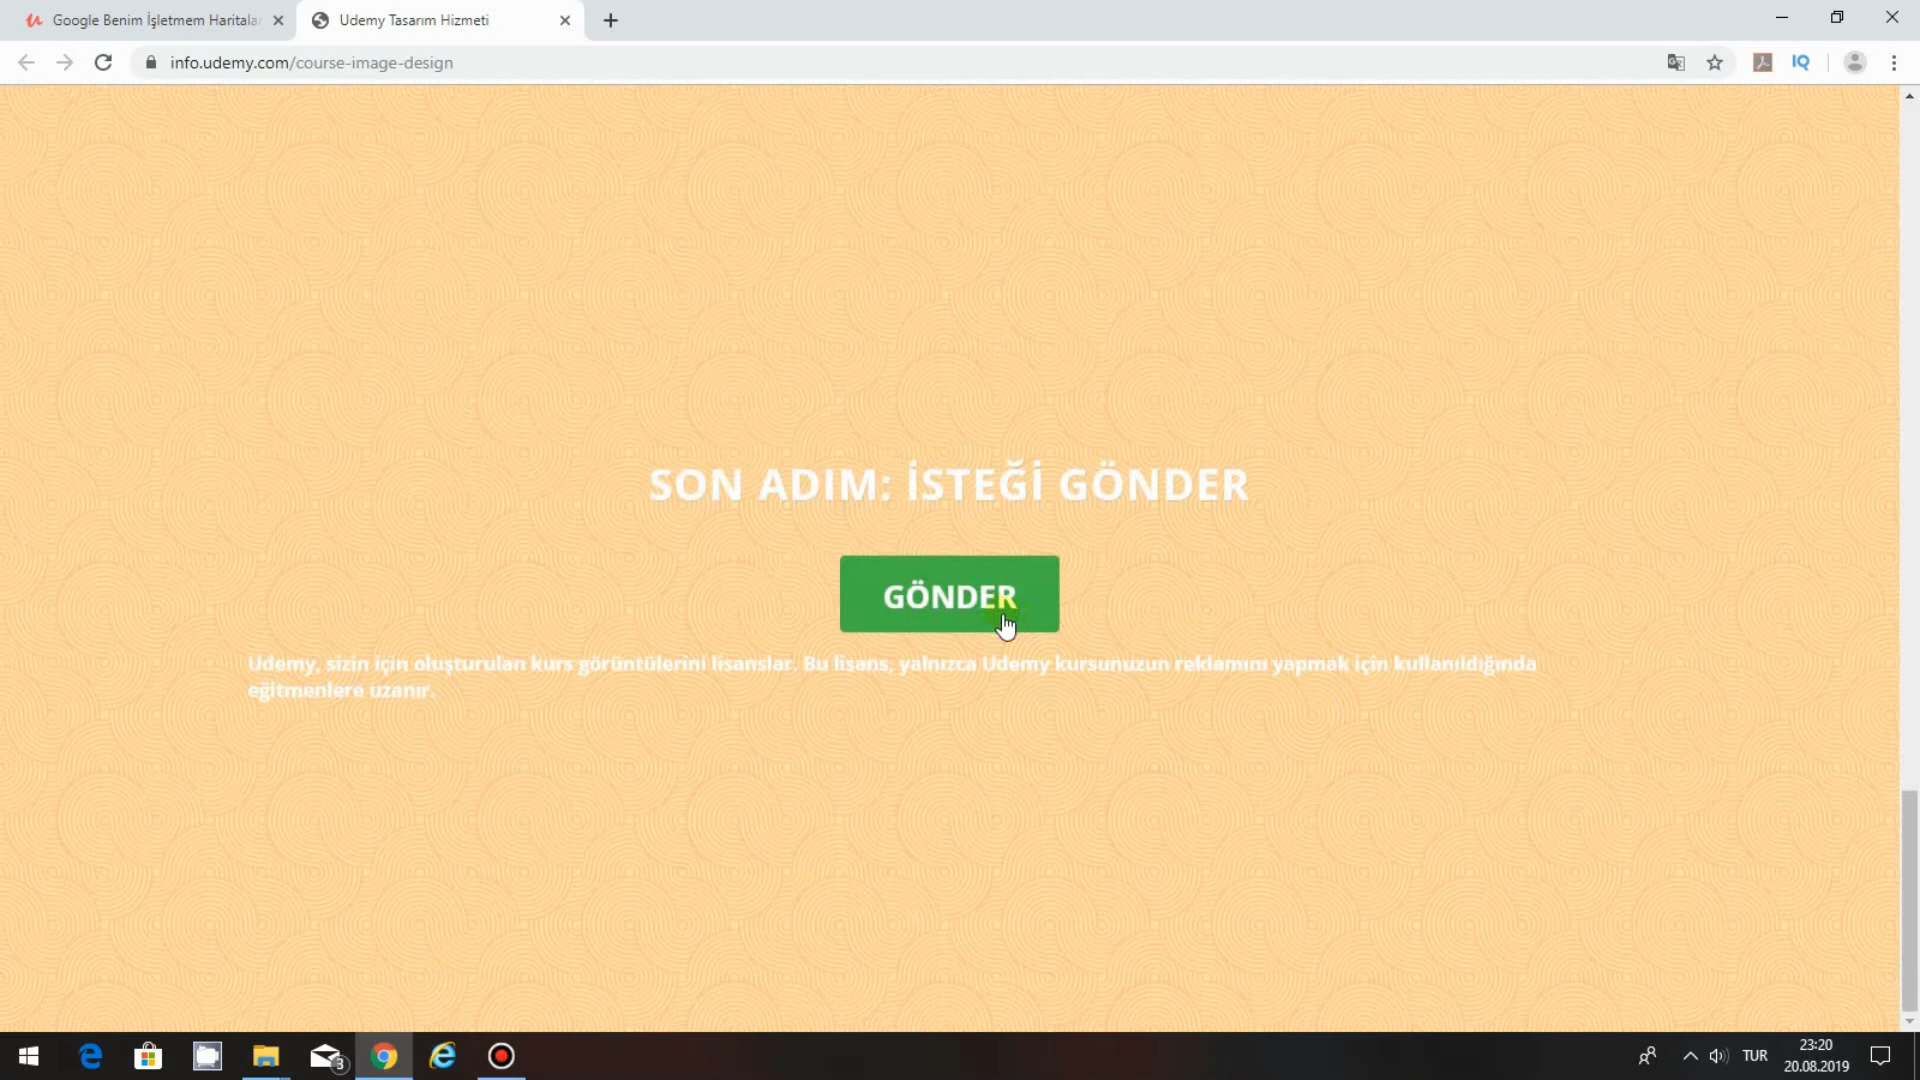 Google Benim İşletmem Haritala
Udemy Tasarım Hizmeti
info.udemy.com/course-image-design
IQ
SON ADIM: İSTEĞİ GÖNDER
GÖNDER
Udemy, sizin için oluşturulan kurs görüntülerini lisanslar. Bu lisans, yalnızca Udemy kursunuzun reklamını yapmak için kullanıldığında
eğitmenlere uzanır.
3
TUR
23:20
20.08.2019